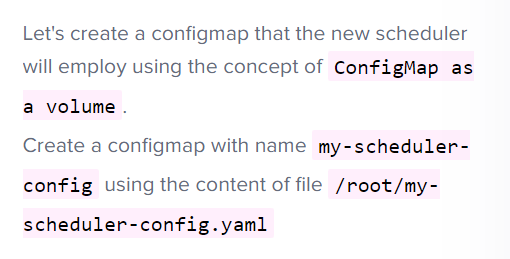 Let's create a configmap that the new scheduler
will employ using the concept of ConfigMap as
a volume.
Create a configmap with name my-scheduler-
config using the content of file /root/my-
scheduler-config.yaml